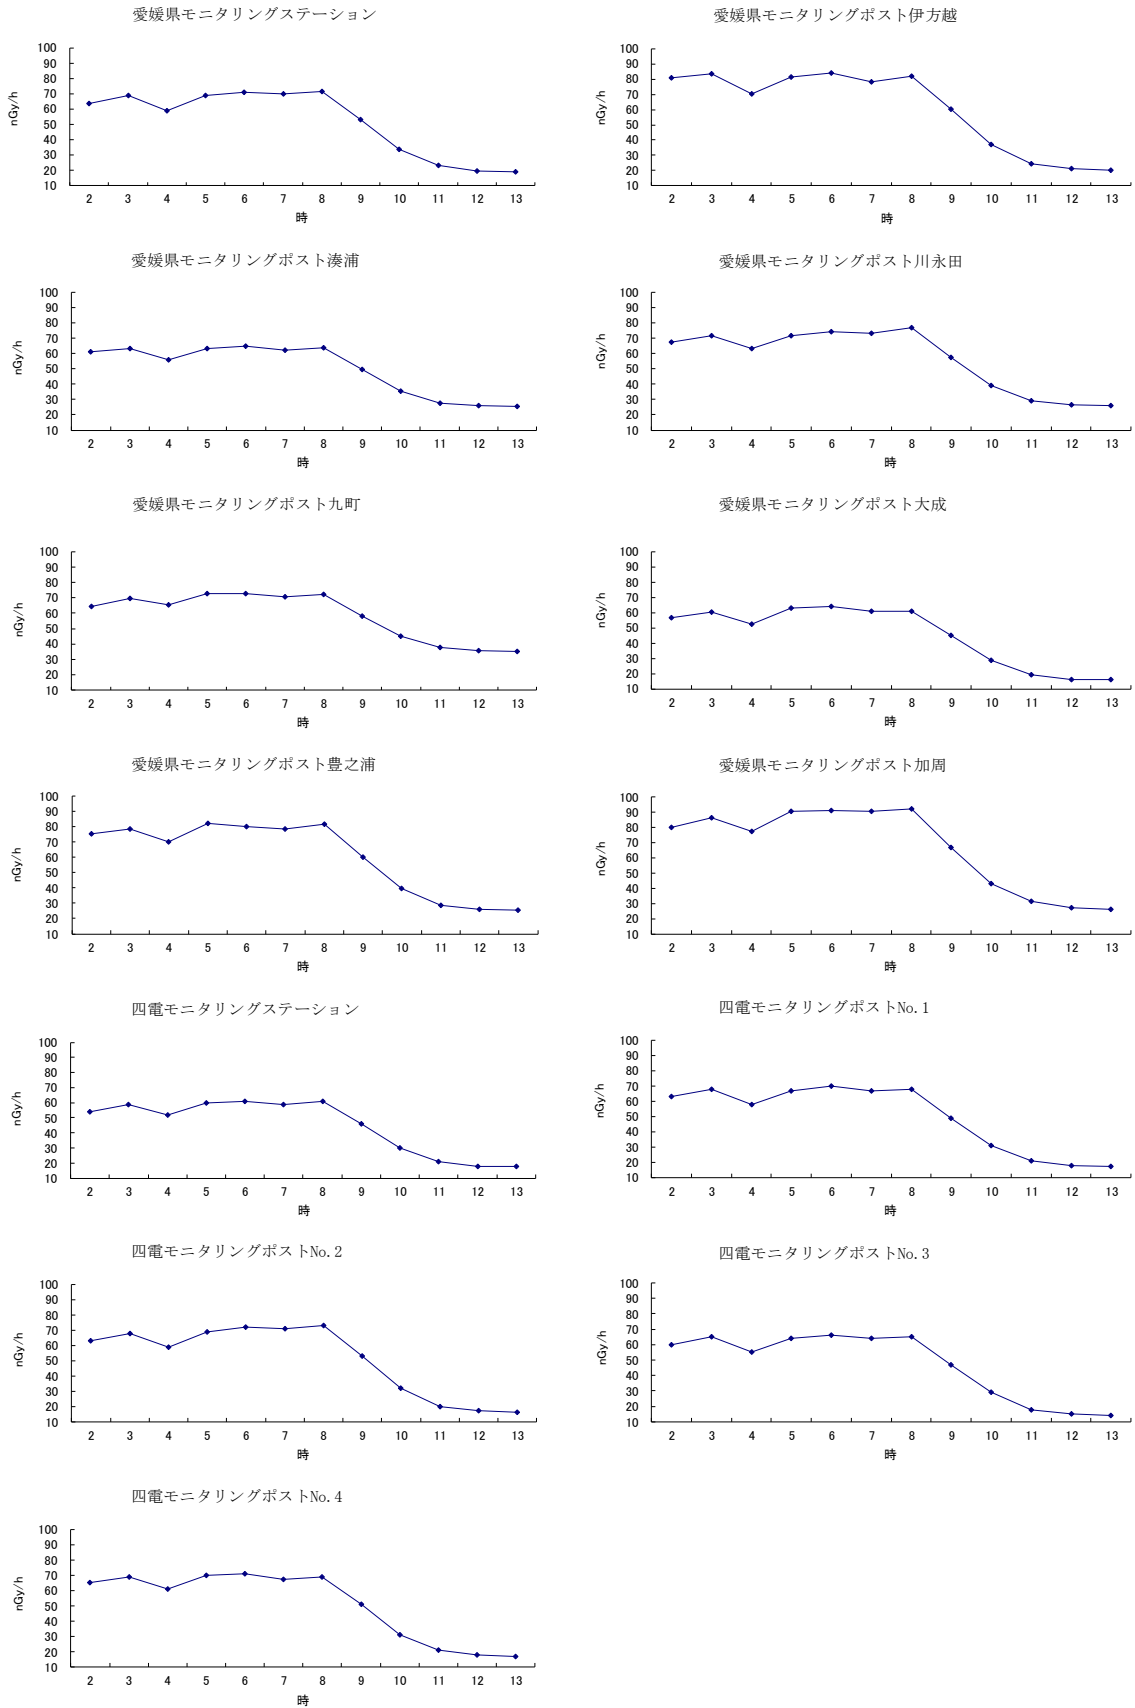 愛媛県モニタリングステーション
100
90
80
70
60
50
40
30
20
10
nGy/h
2 3 4 5 6 7 8 9 10 11 12 13
時
愛媛県モニタリングポスト伊方越
100
90
80
70
60
50
40
30
20
10
nGy/h
2 3 4 5 6 7 8 9 10 11 12 13
時
愛媛県モニタリングポスト湊浦
100
90
80
70
60
50
40
30
20
10
nGy/h
2 3 4 5 6 7 8 9 10 11 12 13
時
愛媛県モニタリングポスト川永田
100
90
80
70
60
50
40
30
20
10
nGy/h
2 3 4 5 6 7 8 9 10 11 12 13
時
愛媛県モニタリングポスト九町
100
90
80
70
60
50
40
30
20
10
nGy/h
2 3 4 5 6 7 8 9 10 11 12 13
時
愛媛県モニタリングポスト大成
100
90
80
70
60
50
40
30
20
10
nGy/h
2 3 4 5 6 7 8 9 10 11 12 13
時
愛媛県モニタリングポスト豊之浦
100
90
80
70
60
50
40
30
20
10
nGy/h
2 3 4 5 6 7 8 9 10 11 12 13
時
愛媛県モニタリングポスト加周
100
90
80
70
60
50
40
30
20
10
nGy/h
2 3 4 5 6 7 8 9 10 11 12 13
時
四電モニタリングステーション
100
90
80
70
60
50
40
30
20
10
nGy/h
2 3 4 5 6 7 8 9 10 11 12 13
時
四電モニタリングポストNo.1
100
90
80
70
60
50
40
30
20
10
nGy/h
2 3 4 5 6 7 8 9 10 11 12 13
時
四電モニタリングポストNo.2
100
90
80
70
60
50
40
30
20
10
nGy/h
2 3 4 5 6 7 8 9 10 11 12 13
時
四電モニタリングポストNo.3
100
90
80
70
60
50
40
30
20
10
nGy/h
2 3 4 5 6 7 8 9 10 11 12 13
時
四電モニタリングポストNo.4
100
90
80
70
60
50
40
30
20
10
nGy/h
2 3 4 5 6 7 8 9 10 11 12 13
時